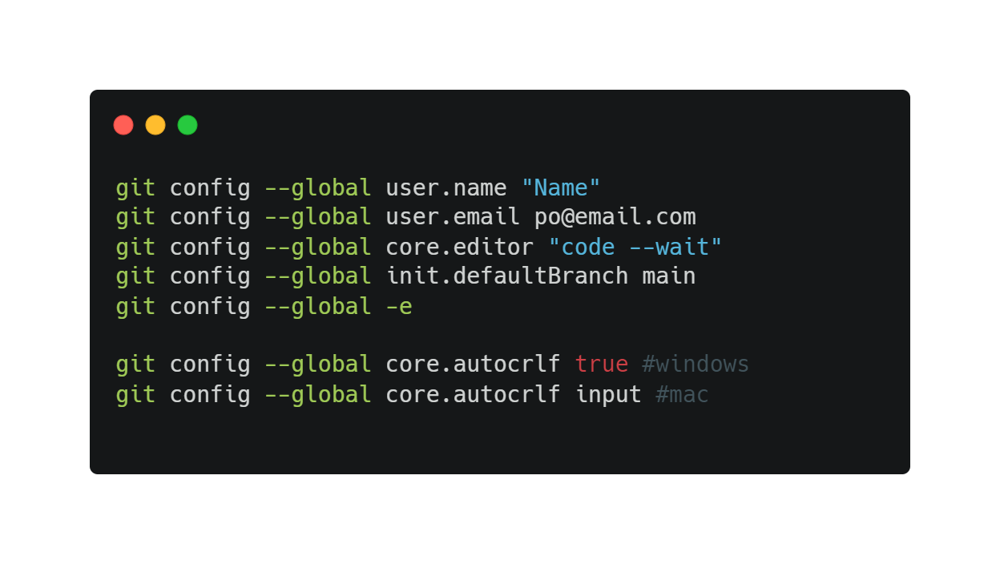 git config --global user.name "Name"
git config --global user.email po@email.com
git config --global core.editor "code --wait"
git config --global init.defaultBranch main
git config --global -e
git config --global core.autocrlf true #windows
git config --global core.autocrlf input #mac